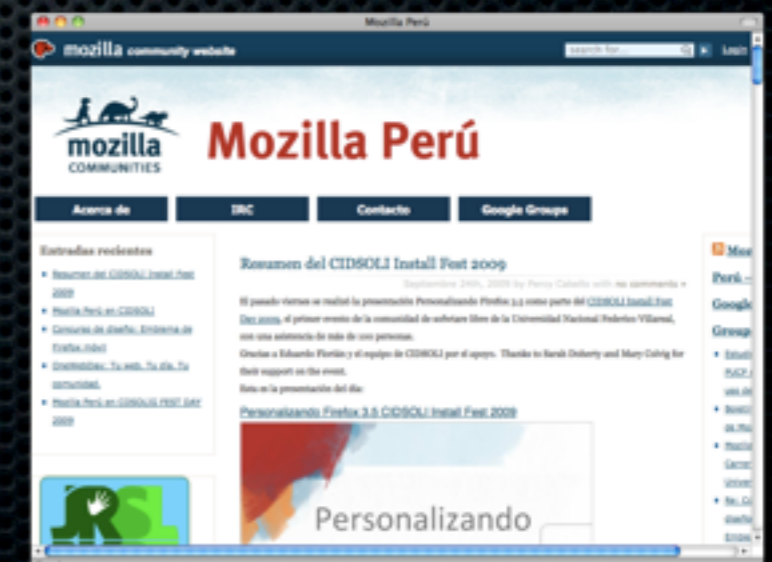 Mozilla Perú
mozilla community website
search for...
Login
mozilla
COMMUNITIES
Mozilla Perú
Acerca de
IRC
Contacto
Google Groups
Entradas recientes
Resumen del CIDSOLI Install Fest
2009
Mozilla Perú en CIDSOLI
Concurso de diseño: Emblema de
Firefox móvil
OneWebDay: Tu web. Tu día. Tu
comunidad.
Mozilla Perú en CONSOLIG FEST DAY
2009
Resumen del CIDSOLI Install Fest 2009
September 24th, 2009 by Percy Cabello with no comments »
El pasado viernes se realizó la presentación Personalizando Firefox 3.5 como parte del CIDSOLI Install Fest
Day 2009, el primer evento de la comunidad de software libre de la Universidad Nacional Federico Villareal,
con una asistencia de más de 100 personas.
Gracias a Eduardo Florián y el equipo de CIDSOLI por el apoyo. Thanks to Sarah Doherty and Mary Colvig for
their support on the event.
Esta es la presentación del día:
Personalizando Firefox 3.5 CIDSOLI Install Fest 2009
Personalizando
JRSL
Perú –
Google
Group